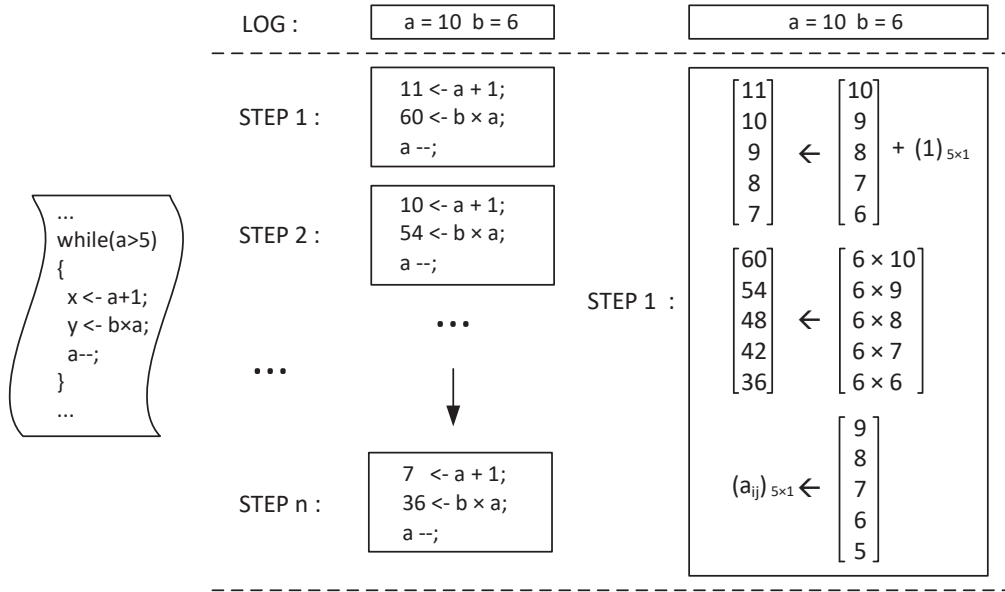 LOG :
a = 10 b = 6
a = 10 b = 6
...
while(a>5)
{
x <- a+1;
y <- b×a;
a--;
}
...
STEP 1 :
11 <- a + 1;
60 <- b × a;
a --;
STEP 2 :
10 <- a + 1;
54 <- b × a;
a --;
...
...
STEP n :
7 <- a + 1;
36 <- b × a;
a --;
STEP 1 :
11 10
10 9
9 ← 8 + (1) 5×1
8 7
7 6
60 6 × 10
54 6 × 9
48 ← 6 × 8
42 6 × 7
36 6 × 6
9
8
(aij) 5×1 ← 7
6
5